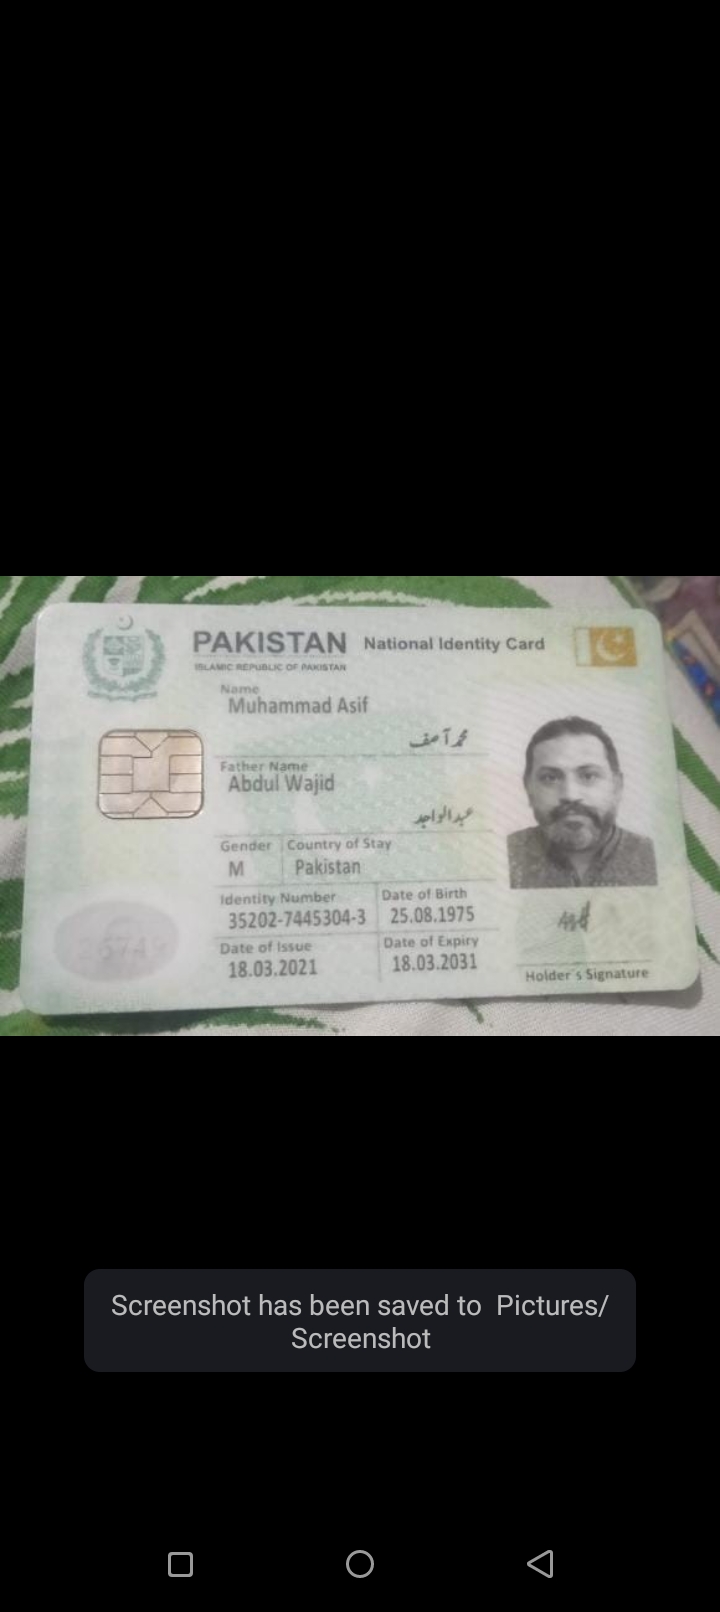 PAKISTAN National Identity Card
ISLAMIC REPUBLIC OF PAKISTAN
Name
Muhammad Asif
محمد آصف
Father Name
Abdul Wajid
عبدالواجد
Gender Country of Stay
M Pakistan
Identity Number Date of Birth
35202-7445304-3 25.08.1975
Date of Issue Date of Expiry
18.03.2021 18.03.2031
Holder's Signature
Screenshot has been saved to Pictures/
Screenshot